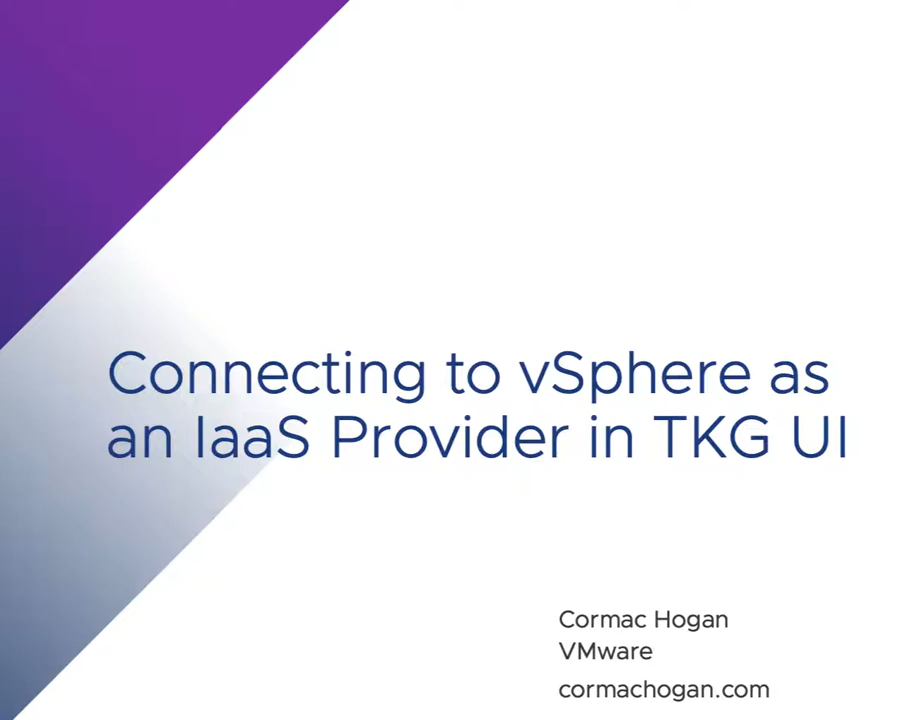 Connecting to vSphere as
an IaaS Provider in TKG UI
Cormac Hogan
VMware
cormachogan.com